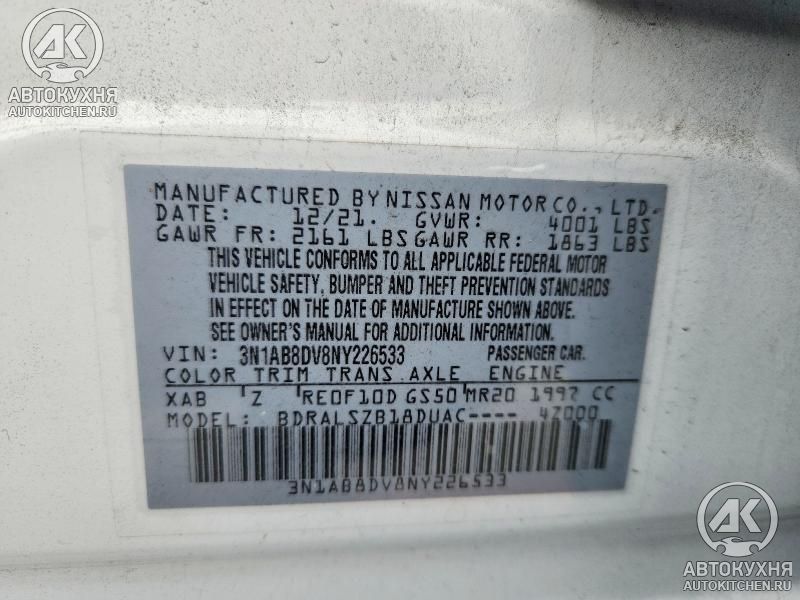 АК
АВТОКУХНЯ
AUTOKITCHEN.RU
MANUFACTURED BY NISSAN MOTOR CO., LTD.
DATE: 12/21. GVWR: 4001 LBS
GAWR FR: 2161 LBS GAWR RR: 1863 LBS
THIS VEHICLE CONFORMS TO ALL APPLICABLE FEDERAL MOTOR
VEHICLE SAFETY, BUMPER AND THEFT PREVENTION STANDARDS
IN EFFECT ON THE DATE OF MANUFACTURE SHOWN ABOVE.
SEE OWNER'S MANUAL FOR ADDITIONAL INFORMATION.
VIN: 3N1AB8DV8NY226533 PASSENGER CAR.
COLOR TRIM TRANS AXLE ENGINE
XAB Z RE0F10D GS50 MR20 1997 CC
MODEL: BDRALSZB18DUAC---- 4Z000
3N1AB8DV8NY226533
АК
АВТОКУХНЯ
AUTOKITCHEN.RU